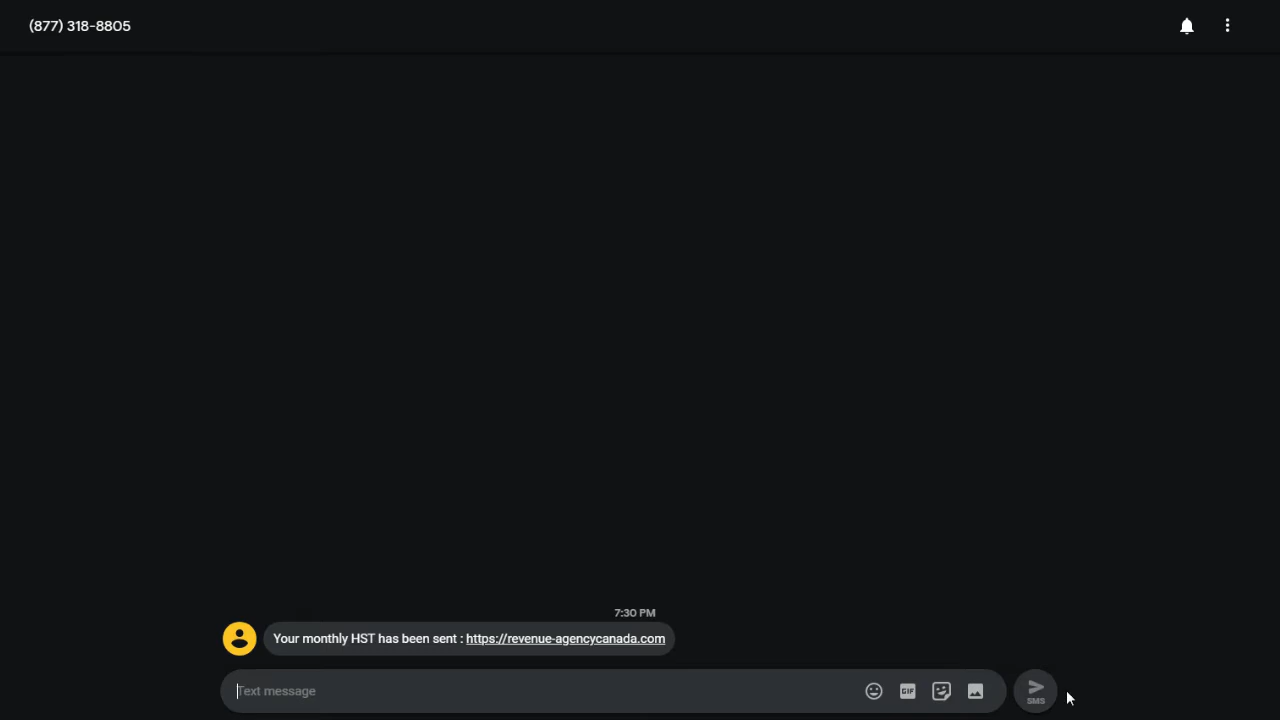 (877) 318-8805
7:30 PM
Your monthly HST has been sent : https://revenue-agencycanada.com
Text message
GIF
SMS